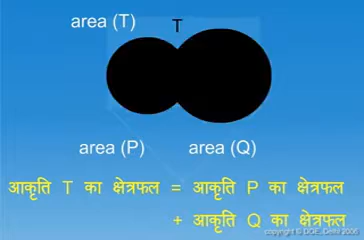 area (T)
T
area (P) area (Q)
आकृति T का क्षेत्रफल = आकृति P का क्षेत्रफल
+ आकृति Q का क्षेत्रफल
copyright © DOE, Delhi 2006